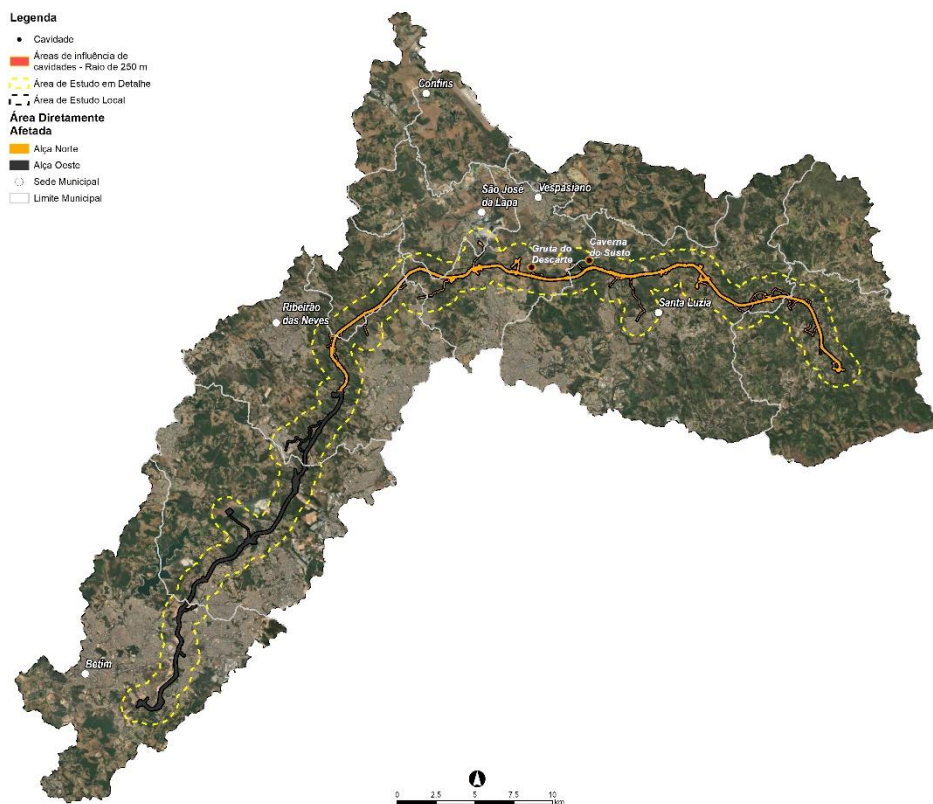 Legenda
Cavidade
Áreas de influência de
cavidades - Raio de 250 m
Área de Estudo em Detalhe
Área de Estudo Local
Área Diretamente
Afetada
Alça Norte
Alça Oeste
Sede Municipal
Limite Municipal
Confins
São José
da Lapa
Vespasiano
Gruta do
Descarte
Caverna
do Susto
Ribeirão
das Neves
Santa Luzia
Betim
0 2,5 5 7,5 10
km